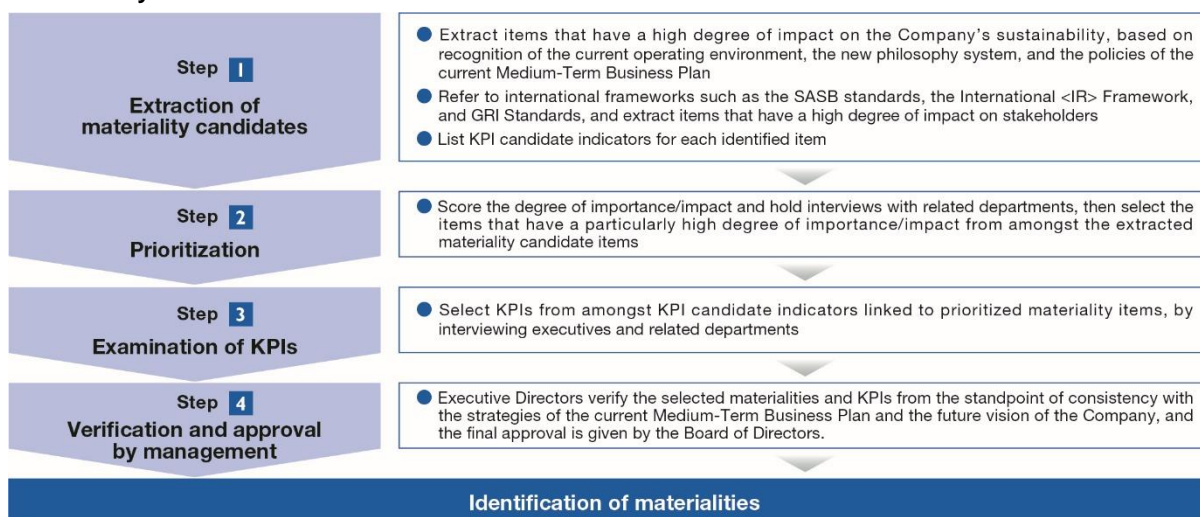 Step 1
Extraction of
materiality candidates
● Extract items that have a high degree of impact on the Company's sustainability, based on
recognition of the current operating environment, the new philosophy system, and the policies of the
current Medium-Term Business Plan
● Refer to international frameworks such as the SASB standards, the International <IR> Framework,
and GRI Standards, and extract items that have a high degree of impact on stakeholders
● List KPI candidate indicators for each identified item
Step 2
Prioritization
● Score the degree of importance/impact and hold interviews with related departments, then select the
items that have a particularly high degree of importance/impact from amongst the extracted
materiality candidate items
Step 3
Examination of KPIs
● Select KPIs from amongst KPI candidate indicators linked to prioritized materiality items, by
interviewing executives and related departments
Step 4
Verification and approval
by management
● Executive Directors verify the selected materialities and KPIs from the standpoint of consistency with
the strategies of the current Medium-Term Business Plan and the future vision of the Company, and
the final approval is given by the Board of Directors.
Identification of materialities